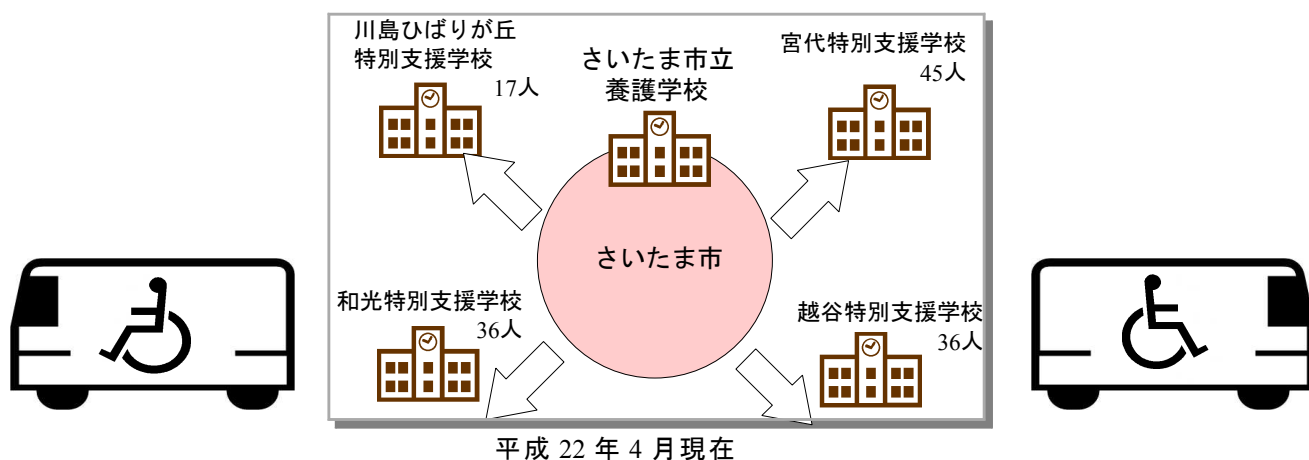 川島ひばりが丘
特別支援学校
17人
さいたま市立
養護学校
宮代特別支援学校
45人
さいたま市
和光特別支援学校
36人
越谷特別支援学校
36人
平成 22 年 4 月現在